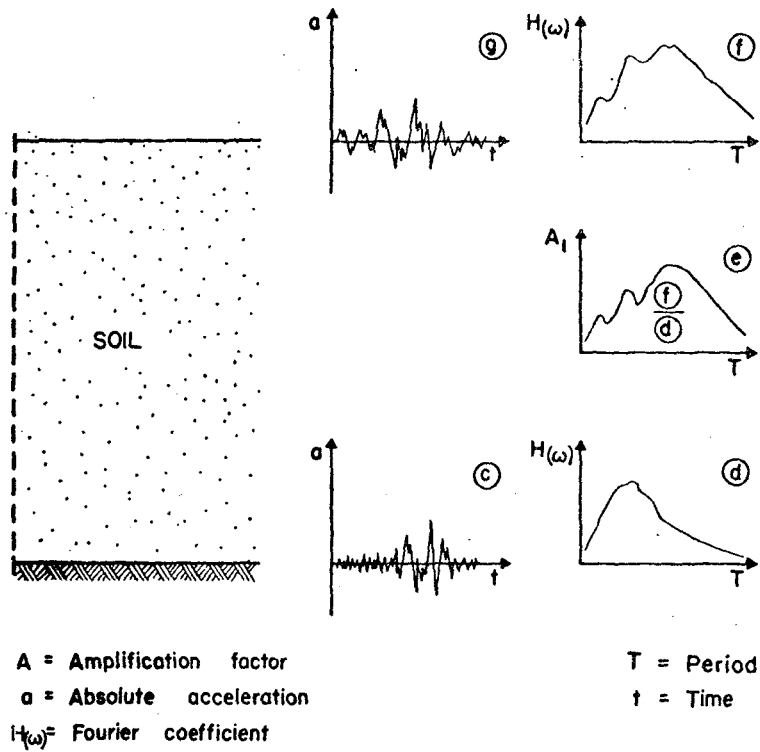 a
g
t
H(ω)
f
T
A₁
e
f
d
T
SOIL
a
c
t
H(ω)
d
T
A = Amplification factor
a = Absolute acceleration
H(ω)= Fourier coefficient
T = Period
t = Time